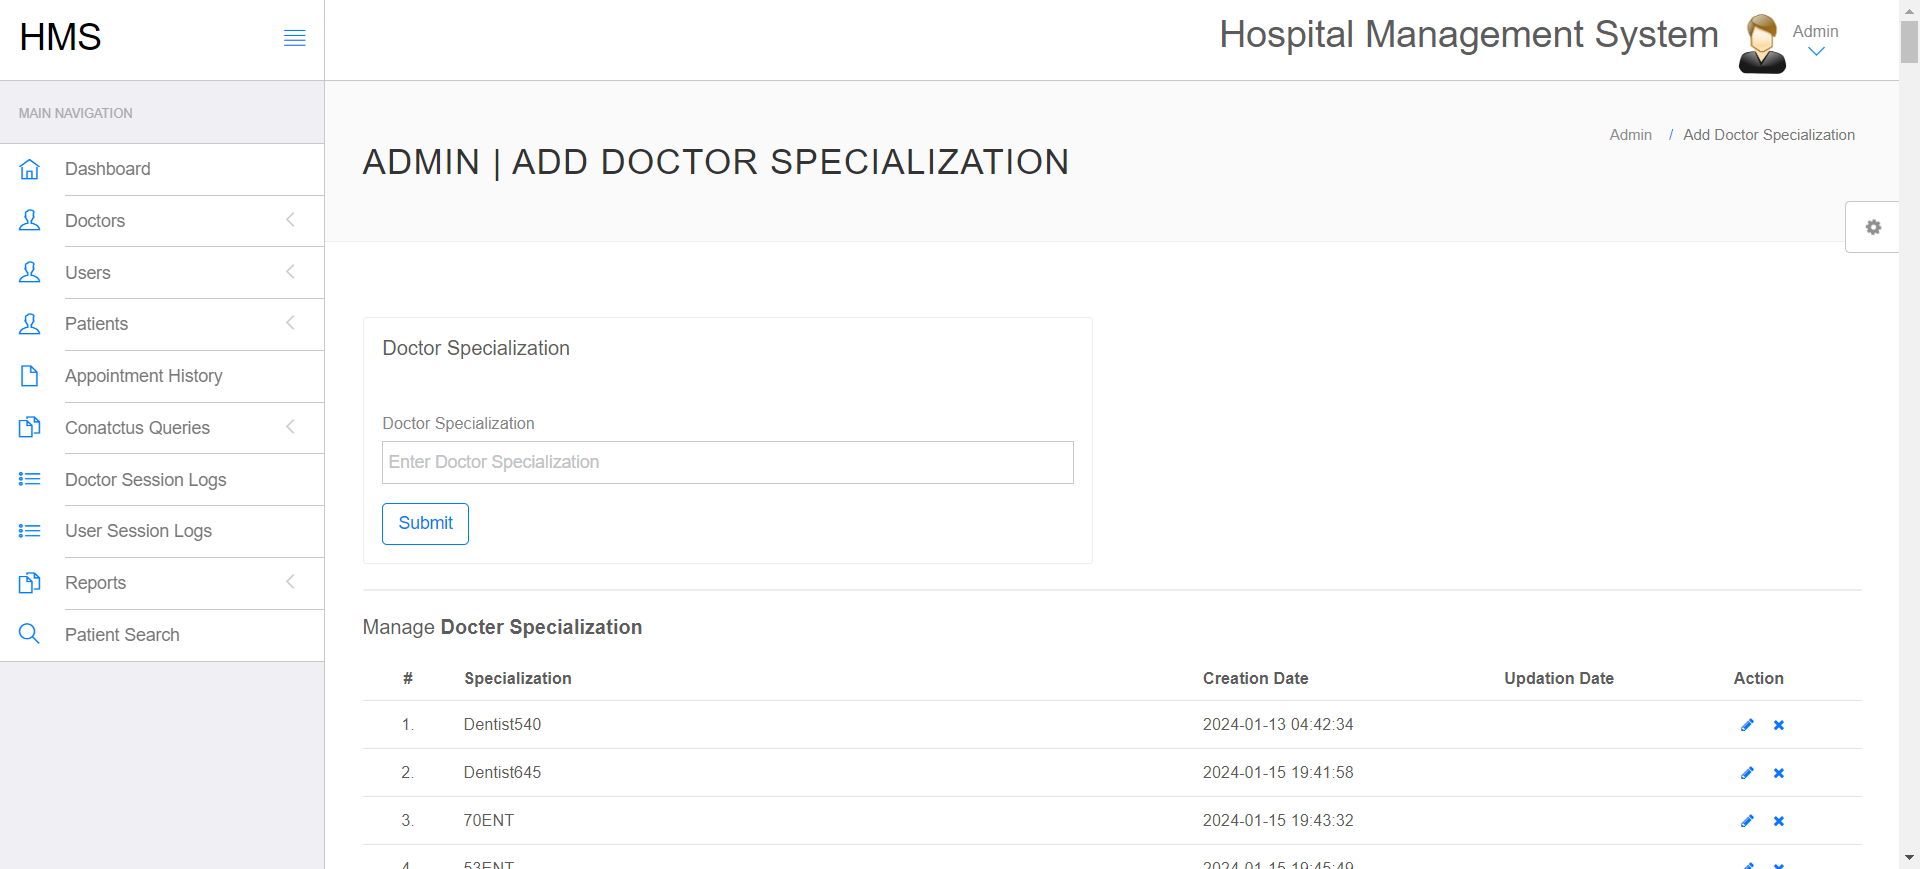 HMS
Hospital Management System
Admin
MAIN NAVIGATION
Dashboard
Doctors
Users
Patients
Appointment History
Conatctus Queries
Doctor Session Logs
User Session Logs
Reports
Patient Search
ADMIN | ADD DOCTOR SPECIALIZATION
Admin / Add Doctor Specialization
Doctor Specialization
Doctor Specialization
Enter Doctor Specialization
Submit
Manage Docter Specialization
# Specialization Creation Date Updation Date Action
1. Dentist540 2024-01-13 04:42:34
2. Dentist645 2024-01-15 19:41:58
3. 70ENT 2024-01-15 19:43:32
4. 53ENT 2024-01-15 19:45:49